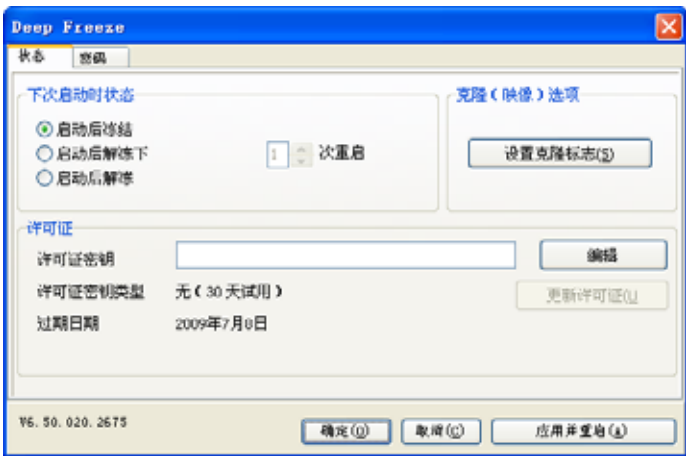 Deep Freeze
状态 密码
下次启动时状态
启动后冻结
启动后解冻下 1 次重启
启动后解冻
克隆(映像)选项
设置克隆标志(S)
许可证
许可证密钥 编辑
许可证密钥类型 无(30 天试用) 更新许可证(U
过期日期 2009年7月8日
V6.50.020.2675 确定(O) 取消(C) 应用并重启(A)